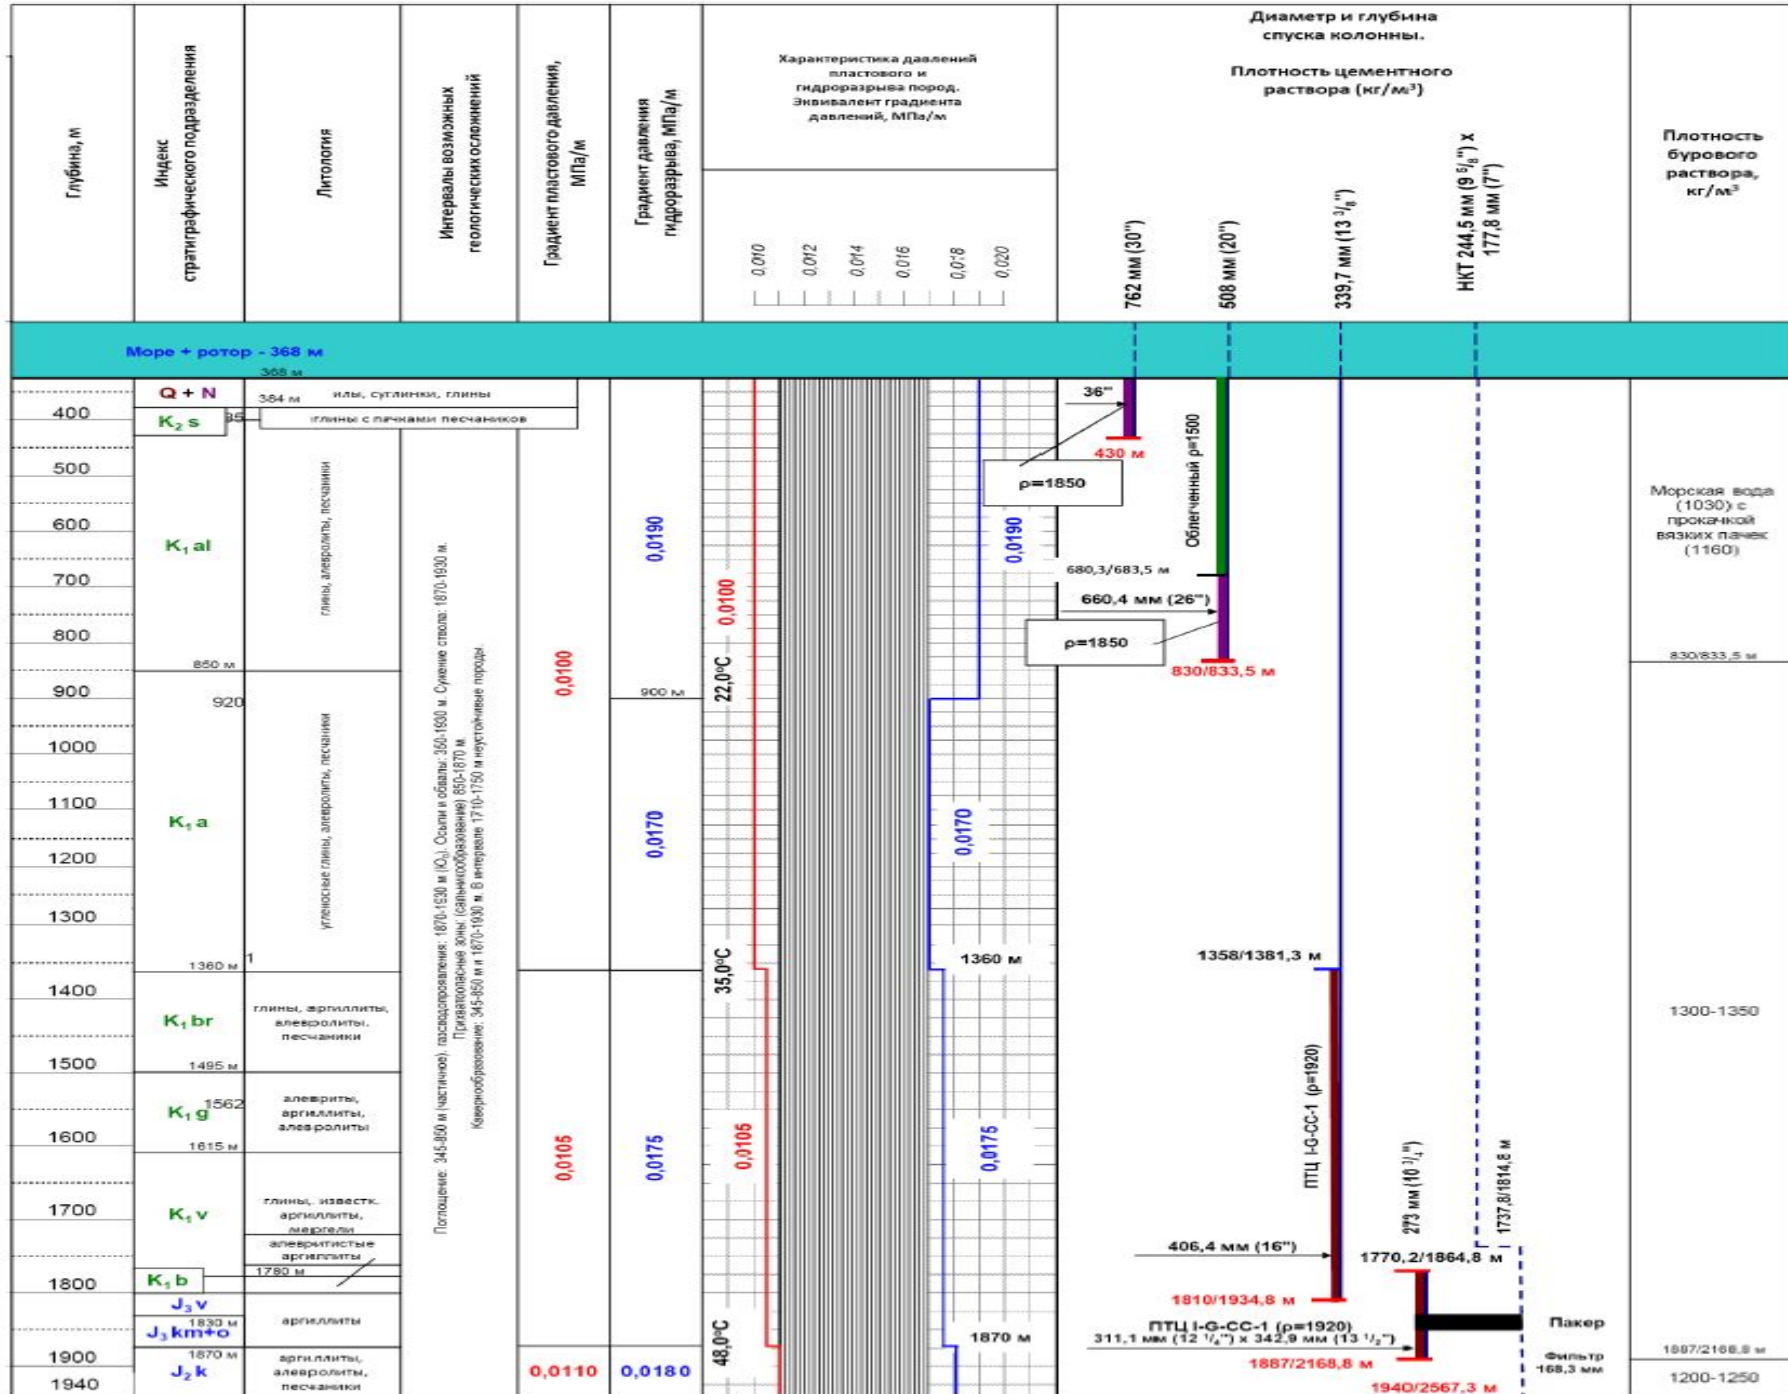 Глубина, м
Индекс
стратиграфического подразделения
Литология
Интервалы возможных
геологических осложнений
Градиент пластового давления,
МПа/м
Градиент давления
гидроразрыва, МПа/м
Характеристика давлений
пластового и
гидроразрыва пород.
Эквивалент градиента
давлений, МПа/м
0,010
0,012
0,014
0,016
0,018
0,020
Диаметр и глубина
спуска колонны.
Плотность цементного
раствора (кг/м³)
762 мм (30")
508 мм (20")
339,7 мм (13 3/8")
НКТ 244,5 мм (9 5/8") х
177,8 мм (7")
Плотность
бурового
раствора,
кг/м³
Море + ротор - 368 м
368 м
Q + N
384 м
илы, суглинки, глины
400
K₂ s
глины с пачками песчаников
36"
430 м
ρ=1850
Облегченный ρ=1500
500
600
700
800
K₁ al
глины, алевролиты, песчаники
850 м
0,0100
0,0190
0,0100
0,0190
22,0°C
900 м
680,3/683,5 м
660,4 мм (26")
ρ=1850
830/833,5 м
Морская вода
(1030) с
прокачкой
вязких пачек
(1160)
830/833,5 м
900
920
1000
1100
1200
1300
K₁ a
угленосные глины, алевролиты, песчаники
1360 м
1
Поглощение: 345-850 м (частичное), газоводопроявления: 1870-1930 м (Ю₀). Осыпи и обвалы: 350-1930 м. Сужение ствола: 1870-1930 м.
Прихватоопасные зоны: (сальникообразование) 850-1870 м.
Кавернообразование: 345-850 м и 1870-1930 м. В интервале 1710-1750 м неустойчивые породы.
0,0170
0,0170
35,0°C
1360 м
1358/1381,3 м
1400
K₁ br
глины, аргиллиты,
алевролиты.
песчаники
1495 м
1300-1350
1500
K₁ g
1562
алевриты,
аргиллиты,
алевролиты
1600
1615 м
0,0105
0,0175
0,0105
0,0175
ПТЦ I-G-CC-1 (ρ=1920)
1700
K₁ v
глины, известк.
аргиллиты,
мергели
алевритистые
аргиллиты
273 мм (10 3/4")
1737,8/1814,8 м
406,4 мм (16")
1770,2/1864,8 м
1800
K₁ b
1780 м
J₃ v
1830 м
J₃ km+o
аргиллиты
1810/1934,8 м
ПТЦ I-G-CC-1 (ρ=1920)
311,1 мм (12 1/4") х 342,9 мм (13 1/2")
Пакер
1870 м
48,0°C
1870 м
1900
J₂ k
аргиллиты,
алевролиты,
песчаники
0,0110
0,0180
1887/2168,8 м
Фильтр
168,3 мм
1887/2168,8 м
1200-1250
1940
1940/2567,3 м